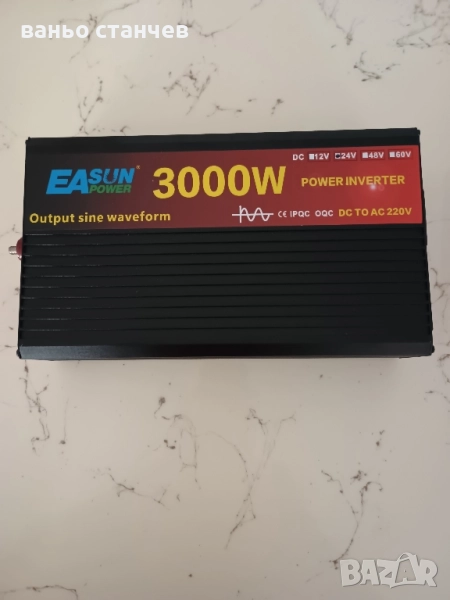 ваньо станчев
DC ■12V ☑24V ■48V ■60V
EASUN POWER®
3000W
POWER INVERTER
Output sine waveform
CE IPQC OQC DC TO AC 220V
BAZAR